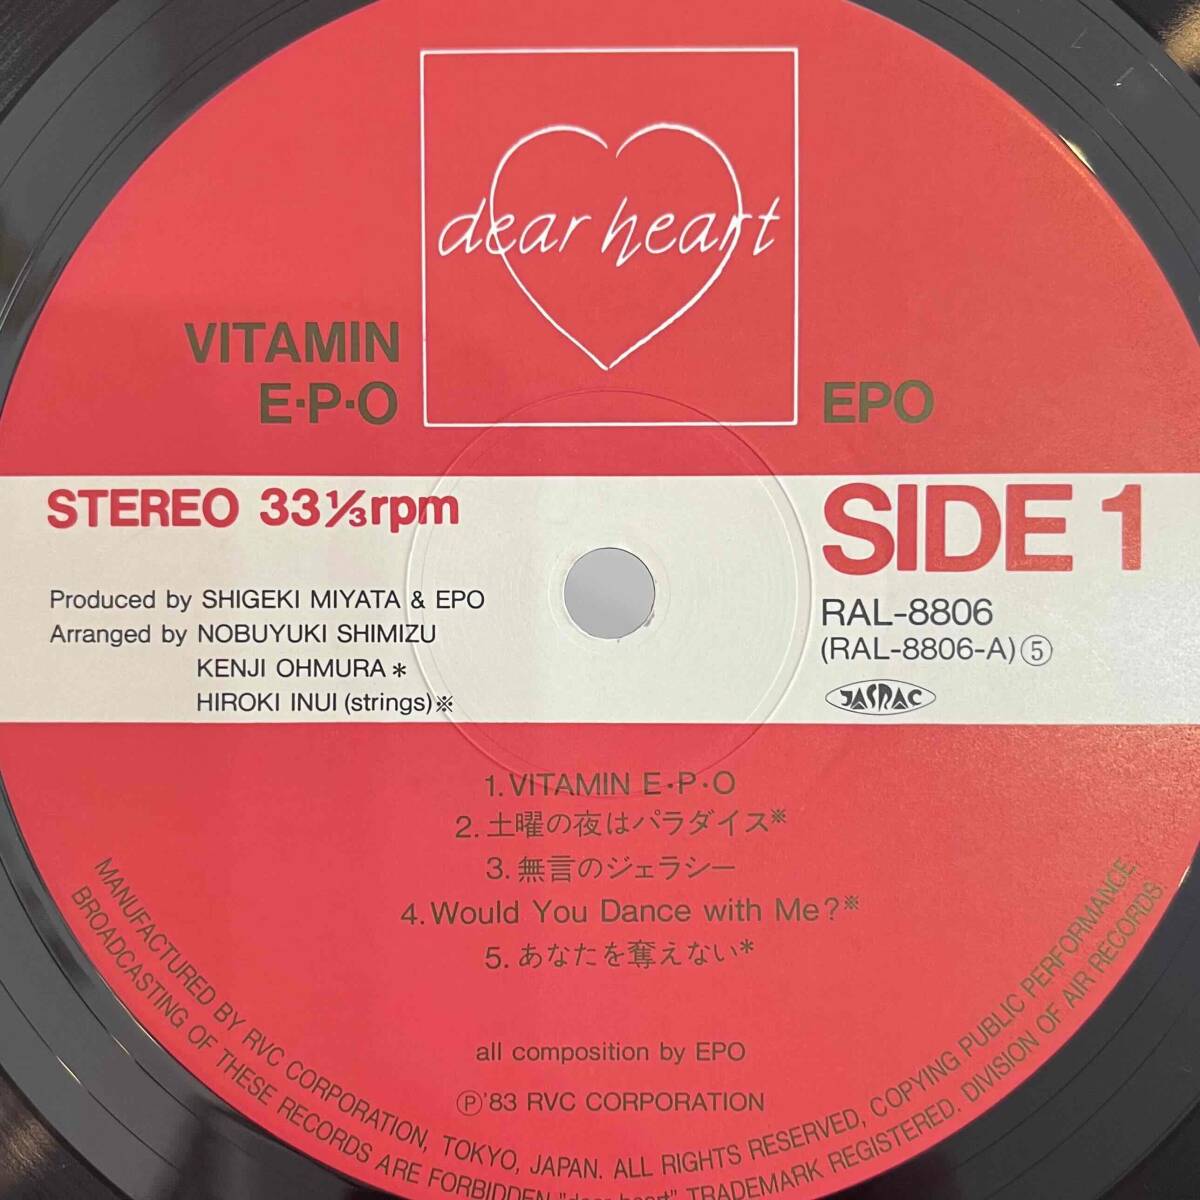 dear heart
VITAMIN
E·P·O
EPO
STEREO 33⅓rpm
SIDE 1
Produced by SHIGEKI MIYATA & EPO
Arranged by NOBUYUKI SHIMIZU
KENJI OHMURA*
HIROKI INUI (strings)※
RAL-8806
(RAL-8806-A)⑤
JASRAC
1. VITAMIN E·P·O
2. 土曜の夜はパラダイス※
3. 無言のジェラシー
4. Would You Dance with Me?※
5. あなたを奪えない*
all composition by EPO
Ⓟ'83 RVC CORPORATION
MANUFACTURED BY RVC CORPORATION, TOKYO, JAPAN. ALL RIGHTS RESERVED, COPYING PUBLIC PERFORMANCE,
BROADCASTING OF THESE RECORDS ARE FORBIDDEN "dear heart" TRADEMARK REGISTERED. DIVISION OF AIR RECORDS.